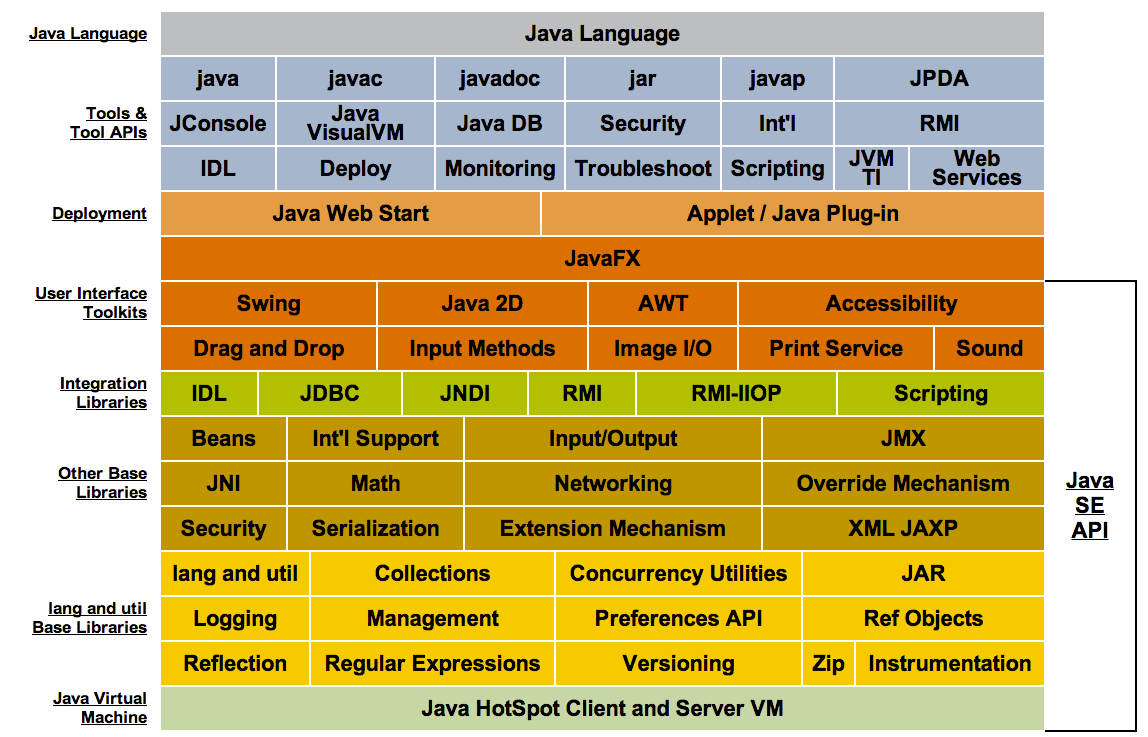 Java Language
Java Language
java javac javadoc jar javap JPDA
Tools &
Tool APIs
JConsole Java
VisualVM Java DB Security Int'l RMI
IDL Deploy Monitoring Troubleshoot Scripting JVM
TI Web
Services
Deployment
Java Web Start Applet / Java Plug-in
JavaFX
User Interface
Toolkits
Swing Java 2D AWT Accessibility
Drag and Drop Input Methods Image I/O Print Service Sound
Integration
Libraries
IDL JDBC JNDI RMI RMI-IIOP Scripting
Beans Int'l Support Input/Output JMX
Other Base
Libraries
JNI Math Networking Override Mechanism
Security Serialization Extension Mechanism XML JAXP
lang and util Collections Concurrency Utilities JAR
lang and util
Base Libraries
Logging Management Preferences API Ref Objects
Reflection Regular Expressions Versioning Zip Instrumentation
Java Virtual
Machine
Java HotSpot Client and Server VM
Java
SE
API